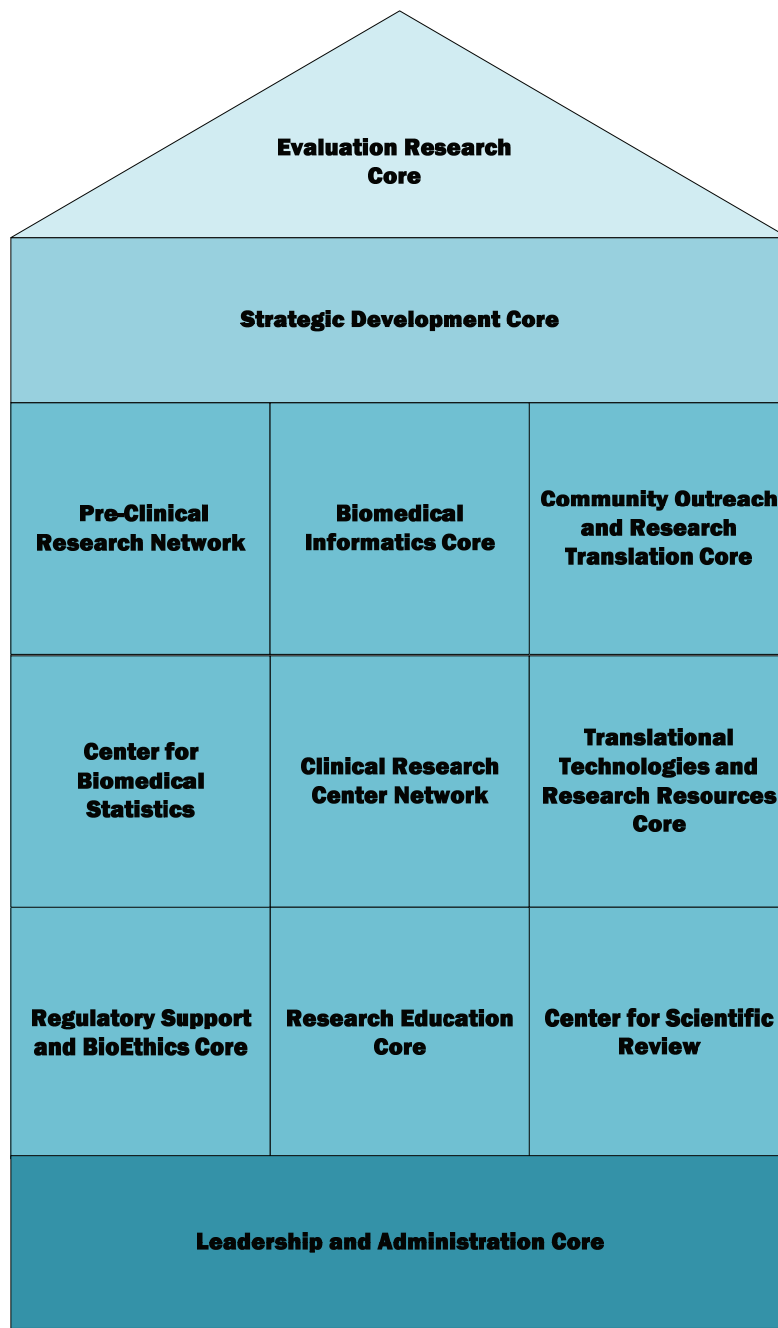 Evaluation Research
Core
Strategic Development Core
Pre-Clinical
Research Network
Biomedical
Informatics Core
Community Outreach
and Research
Translation Core
Center for
Biomedical
Statistics
Clinical Research
Center Network
Translational
Technologies and
Research Resources
Core
Regulatory Support
and BioEthics Core
Research Education
Core
Center for Scientific
Review
Leadership and Administration Core